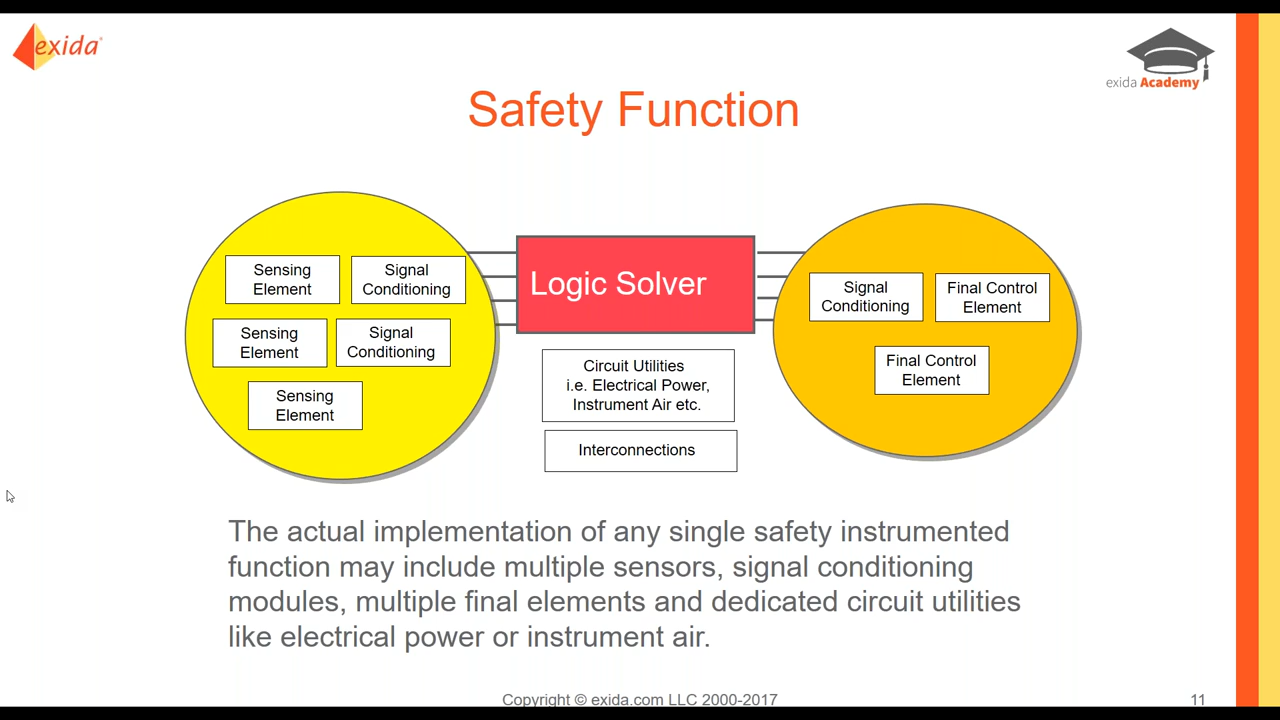 exida
exida Academy
Safety Function
Sensing
Element
Signal
Conditioning
Sensing
Element
Signal
Conditioning
Sensing
Element
Logic Solver
Circuit Utilities
i.e. Electrical Power,
Instrument Air etc.
Interconnections
Signal
Conditioning
Final Control
Element
Final Control
Element
The actual implementation of any single safety instrumented
function may include multiple sensors, signal conditioning
modules, multiple final elements and dedicated circuit utilities
like electrical power or instrument air.
Copyright © exida.com LLC 2000-2017
11